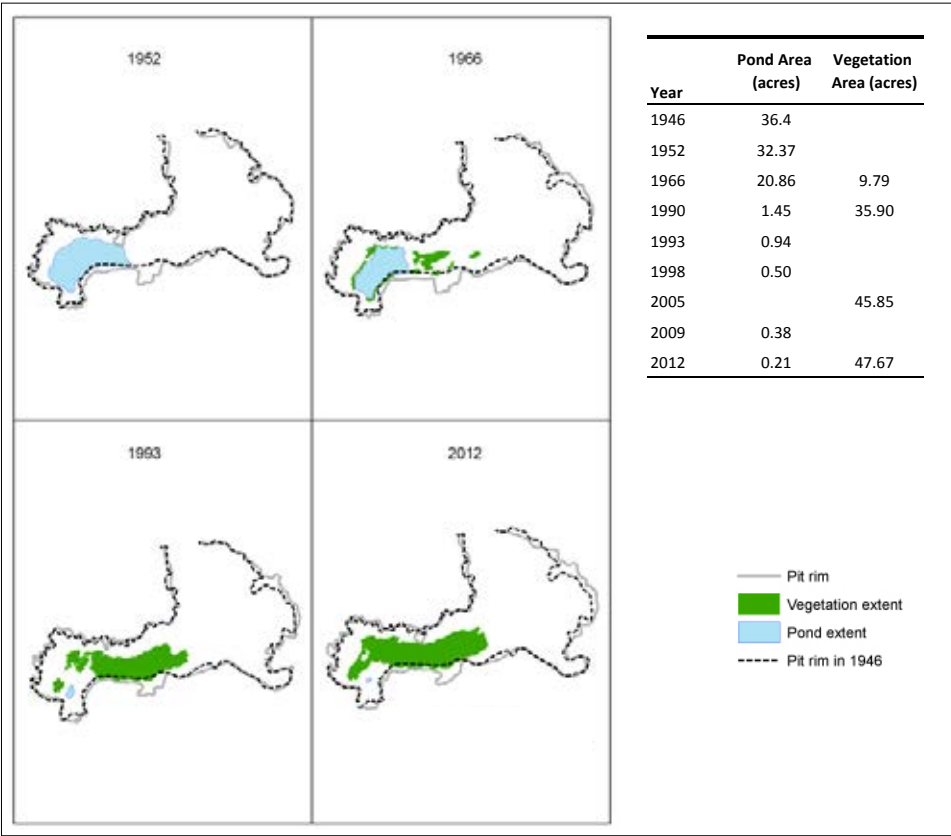 1952
1966
1993
2012
Pond Area Vegetation
(acres) Area (acres)
Year
1946 36.4
1952 32.37
1966 20.86 9.79
1990 1.45 35.90
1993 0.94
1998 0.50
2005 45.85
2009 0.38
2012 0.21 47.67
Pit rim
Vegetation extent
Pond extent
Pit rim in 1946